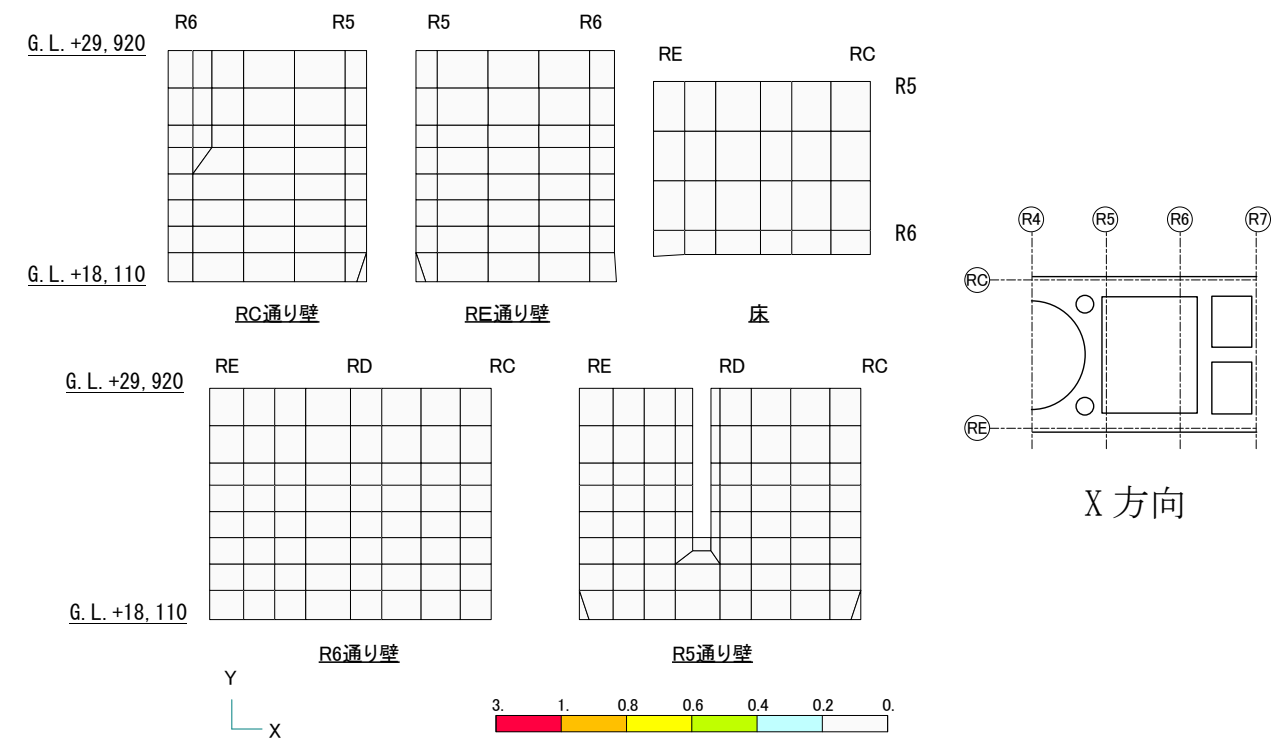 R6 R5 R5 R6
G.L.+29,920
RE RC
R5
R6
G.L.+18,110
RC通り壁 RE通り壁 床
R4 R5 R6 R7
RC
RE
X 方向
RE RD RC RE RD RC
G.L.+29,920
G.L.+18,110
R6通り壁 R5通り壁
Y
X
3. 1. 0.8 0.6 0.4 0.2 0.